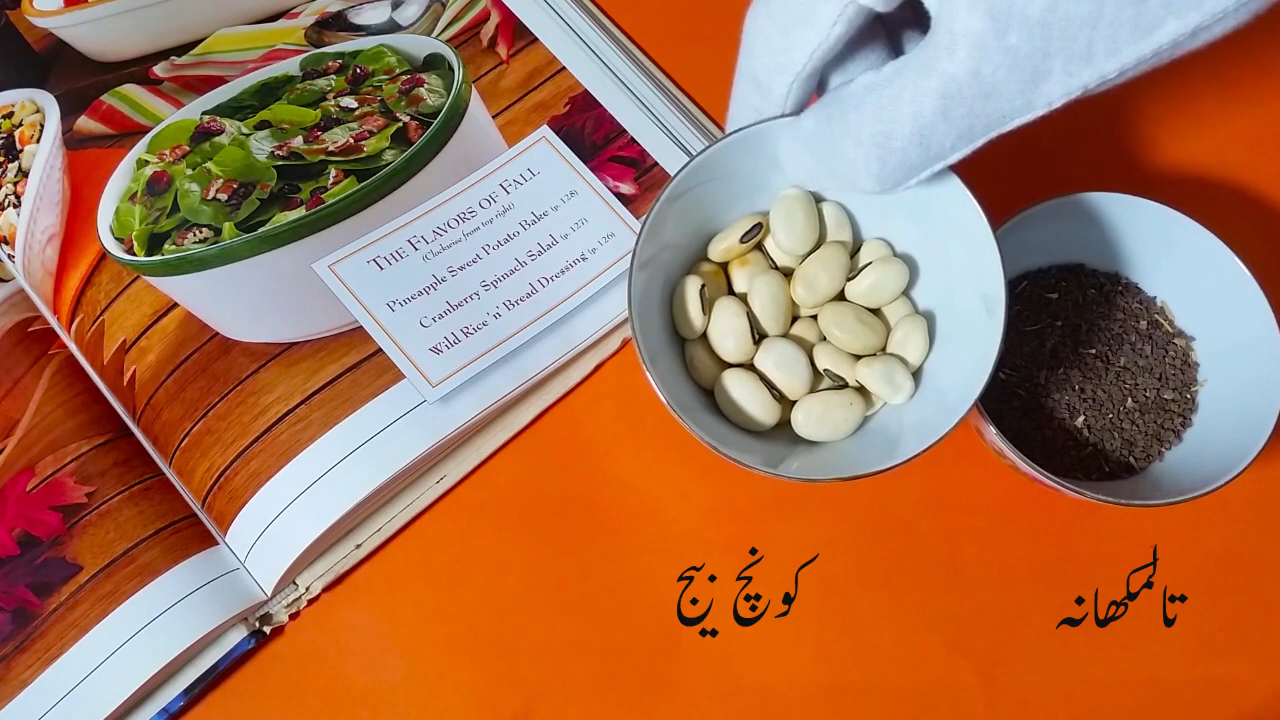 THE FLAVORS OF FALL
(Clockwise from top right)
Pineapple Sweet Potato Bake (p. 128)
Cranberry Spinach Salad (p. 127)
Wild Rice 'n' Bread Dressing (p. 126)
کونچ بیج
تالمکھانہ